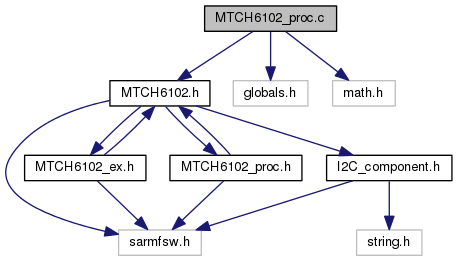 MTCH6102_proc.c
MTCH6102.h
globals.h
math.h
MTCH6102_ex.h
MTCH6102_proc.h
I2C_component.h
sarmfsw.h
string.h